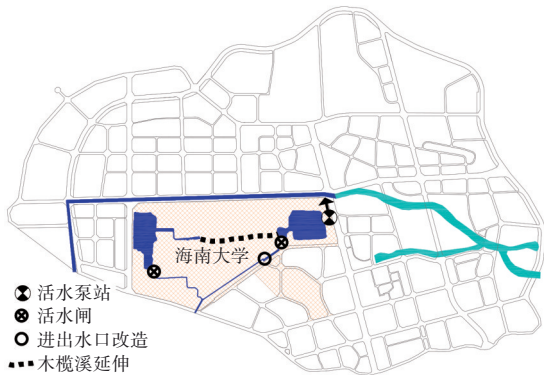 海南大学
活水泵站
活水闸
进出水口改造
木榄溪延伸